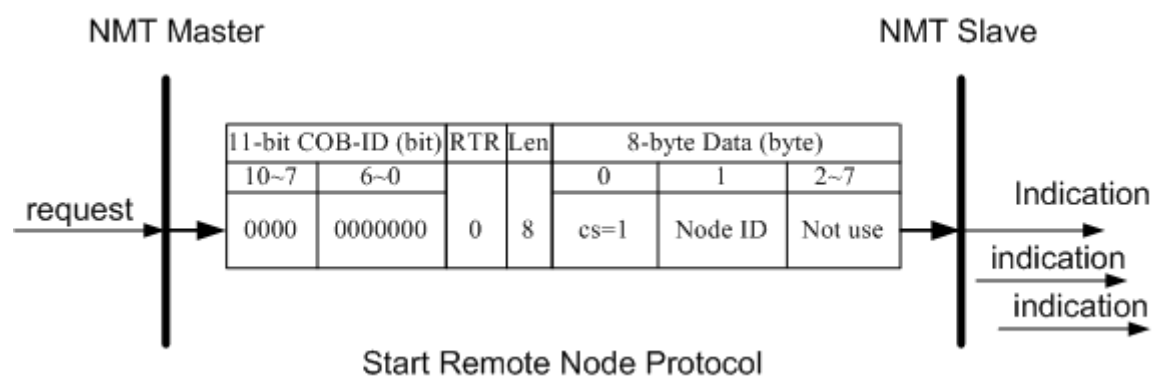 NMT Master
NMT Slave
11-bit COB-ID (bit) RTR Len 8-byte Data (byte)
10~7 6~0 0 1 2~7
request 0000 0000000 0 8 cs=1 Node ID Not use Indication
indication
indication
Start Remote Node Protocol